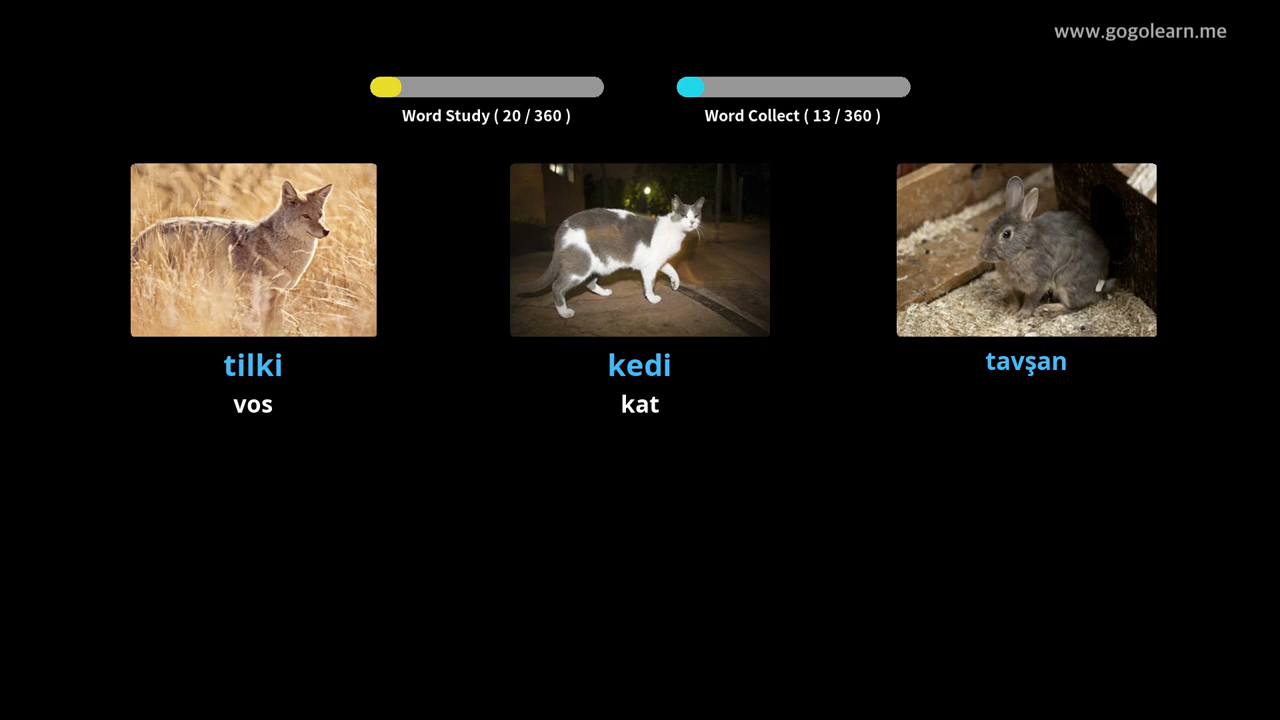 www.gogolearn.me
Word Study ( 20 / 360 )
Word Collect ( 13 / 360 )
tilki
kedi
tavşan
vos
kat